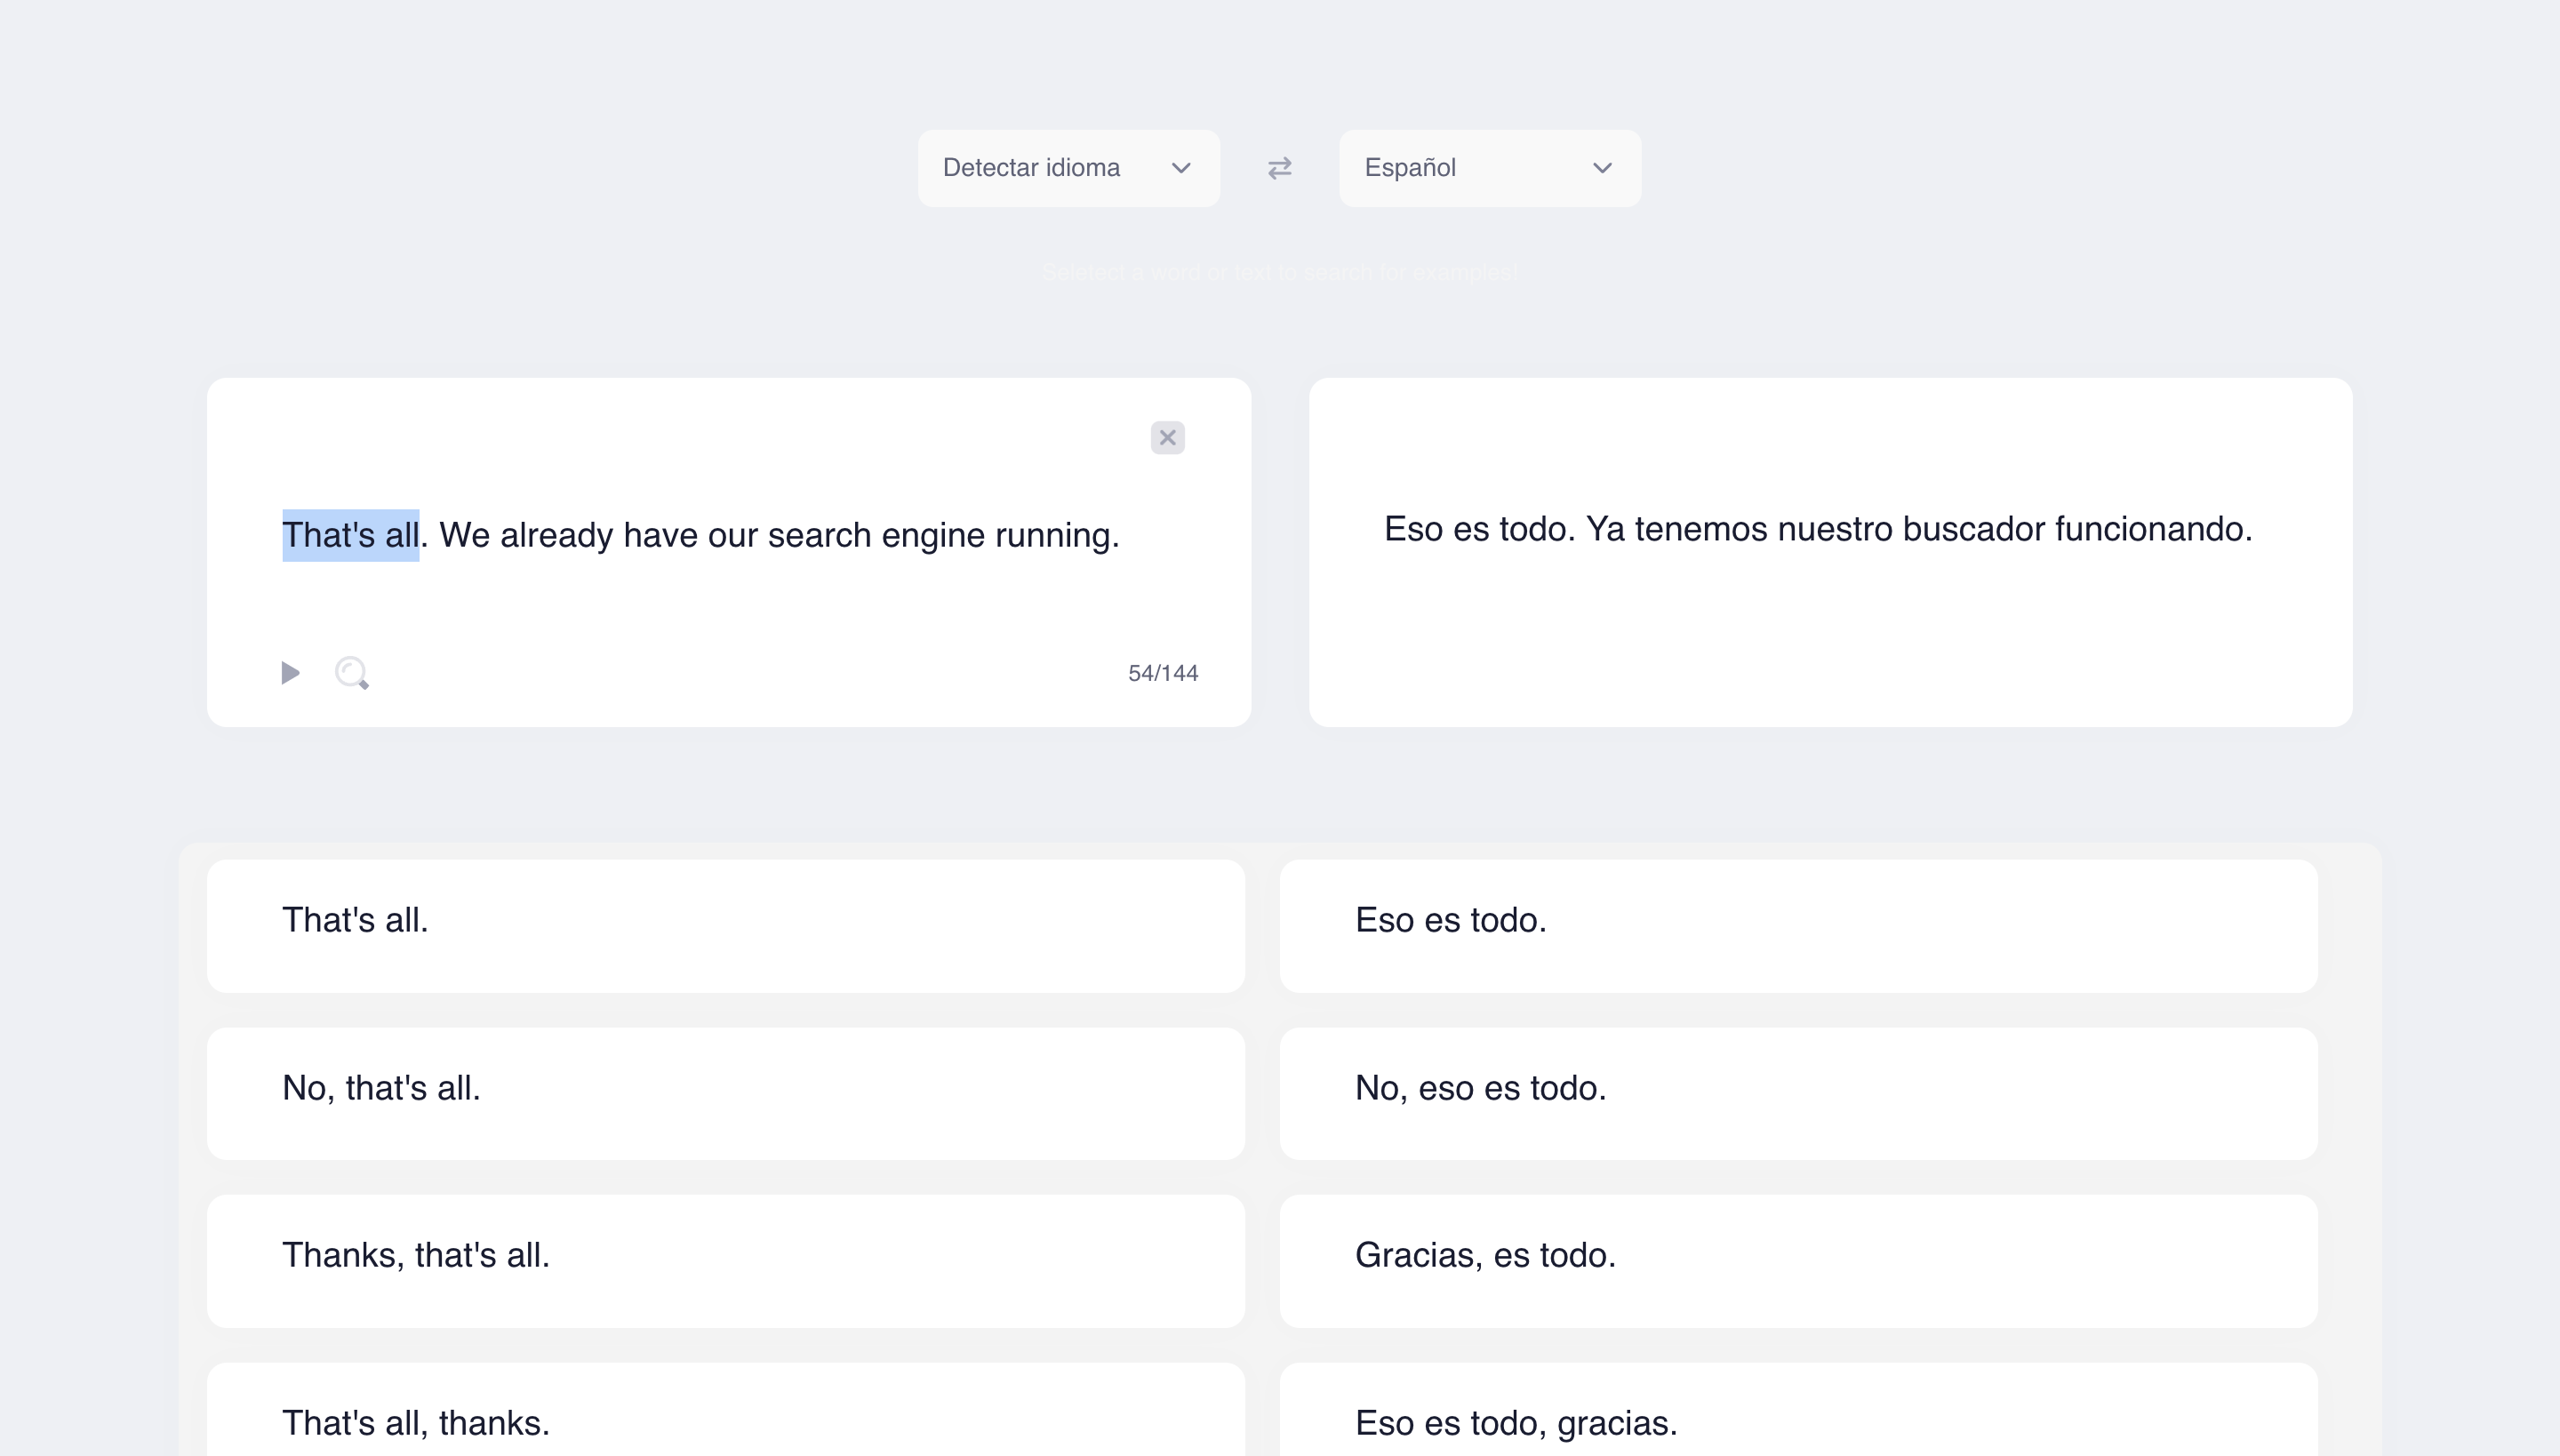 Detectar idioma
Español
Seleteci a word or text to search for examples!
That's all. We already have our search engine running.
54/144
Eso es todo. Ya tenemos nuestro buscador funcionando.
That's all.
Eso es todo.
No, that's all.
No, eso es todo.
Thanks, that's all.
Gracias, es todo.
That's all, thanks.
Eso es todo, gracias.